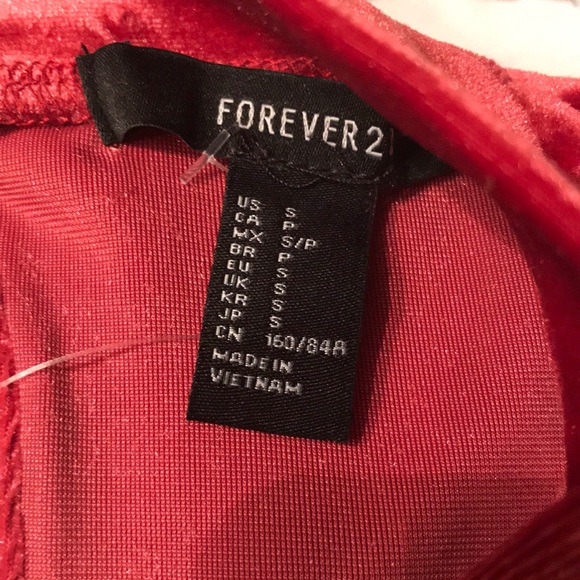 FOREVER 2
US S
CA P
MX S/P
BR P
EU S
UK S
KR S
JP S
CN 160/84A
MADE IN
VIETNAM